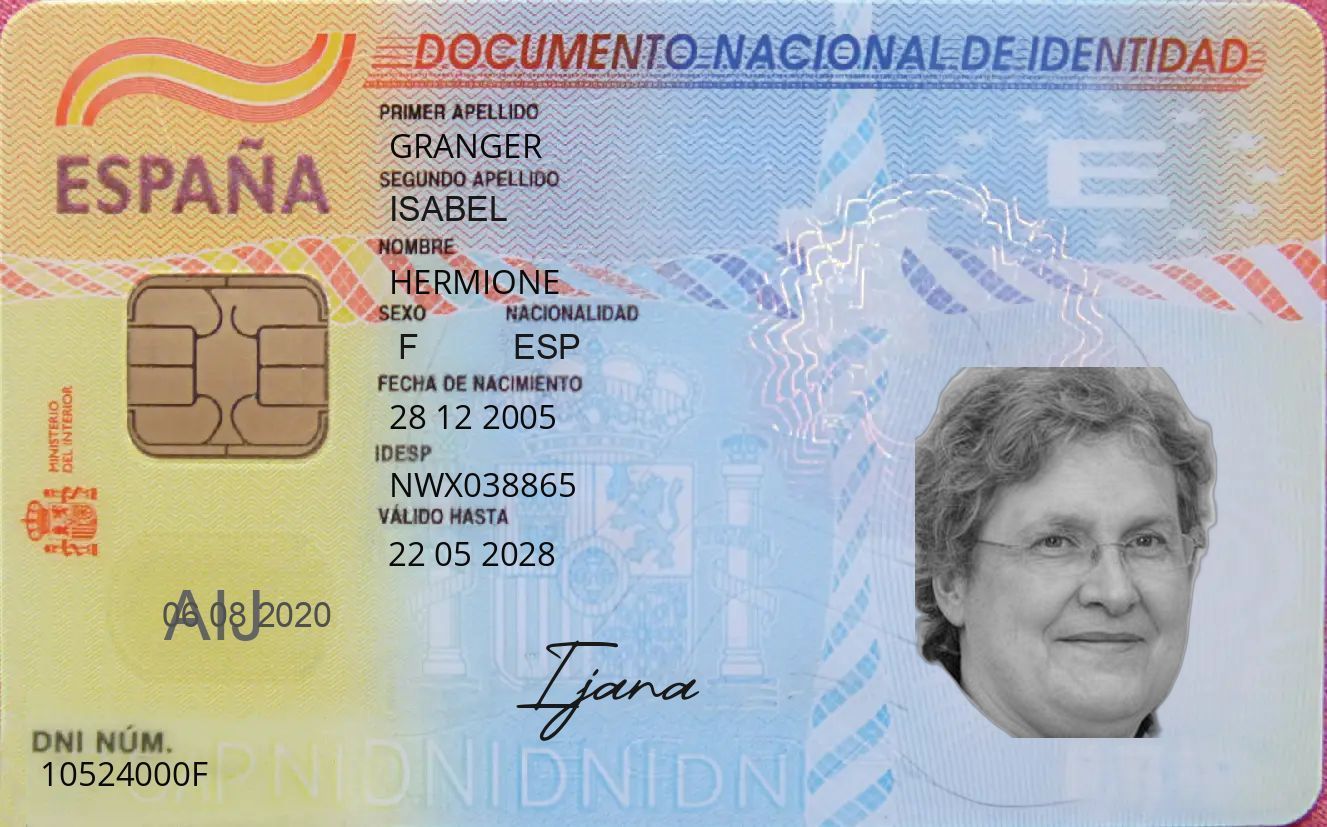 DOCUMENTO NACIONAL DE IDENTIDAD
ESPAÑA
PRIMER APELLIDO
GRANGER
SEGUNDO APELLIDO
ISABEL
NOMBRE
HERMIONE
SEXO NACIONALIDAD
F ESP
FECHA DE NACIMIENTO
28 12 2005
IDESP
NWX038865
VÁLIDO HASTA
22 05 2028
MINISTERIO
DEL INTERIOR
E
AIJ
06 08 2020
Ijana
DNI NÚM.
10524000F
DNIDNIDNIDNI